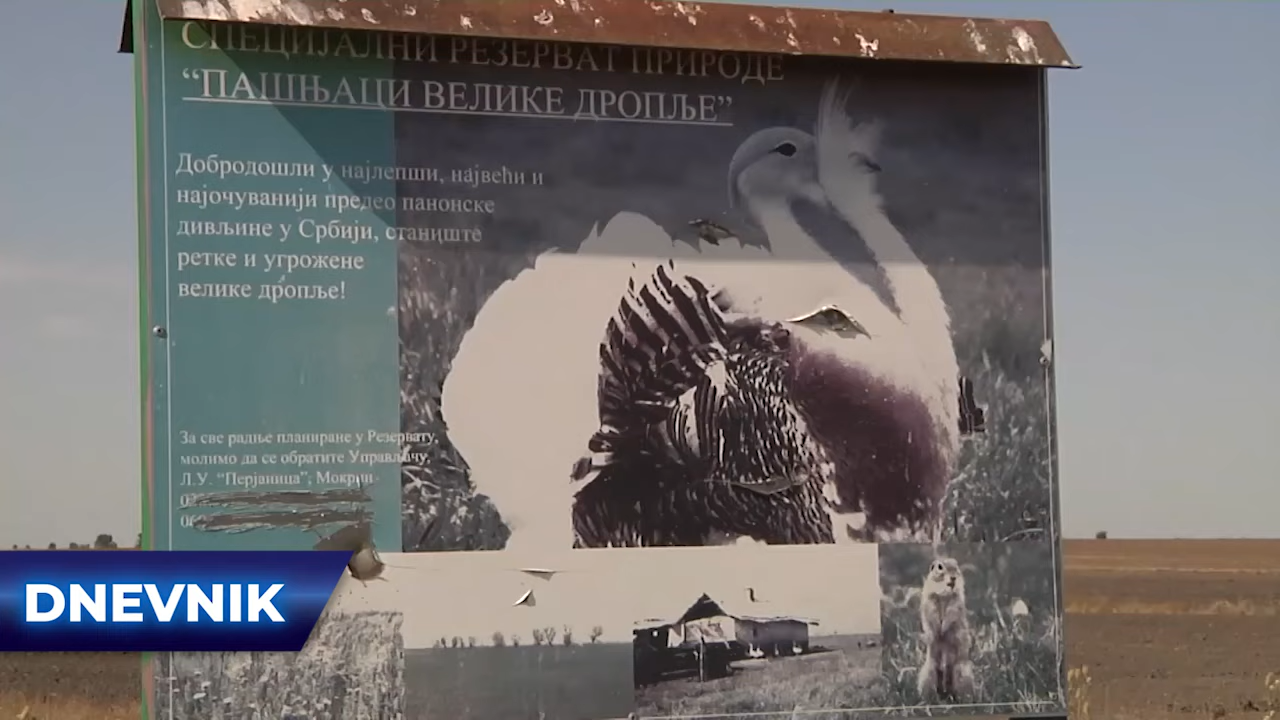 СПЕЦИЈАЛНИ РЕЗЕРВАТ ПРИРОДЕ
“ПАШЊАЦИ ВЕЛИКЕ ДРОПЉЕ”
Добродошли у најлепши, највећи и
најочуванији предео панонске
дивљине у Србији, станиште
ретке и угрожене
велике дропље!
За све радње планиране у Резервату,
молимо да се обратите Управљачу,
Л.У. “Перјаница”; Мокрин
DNEVNIK